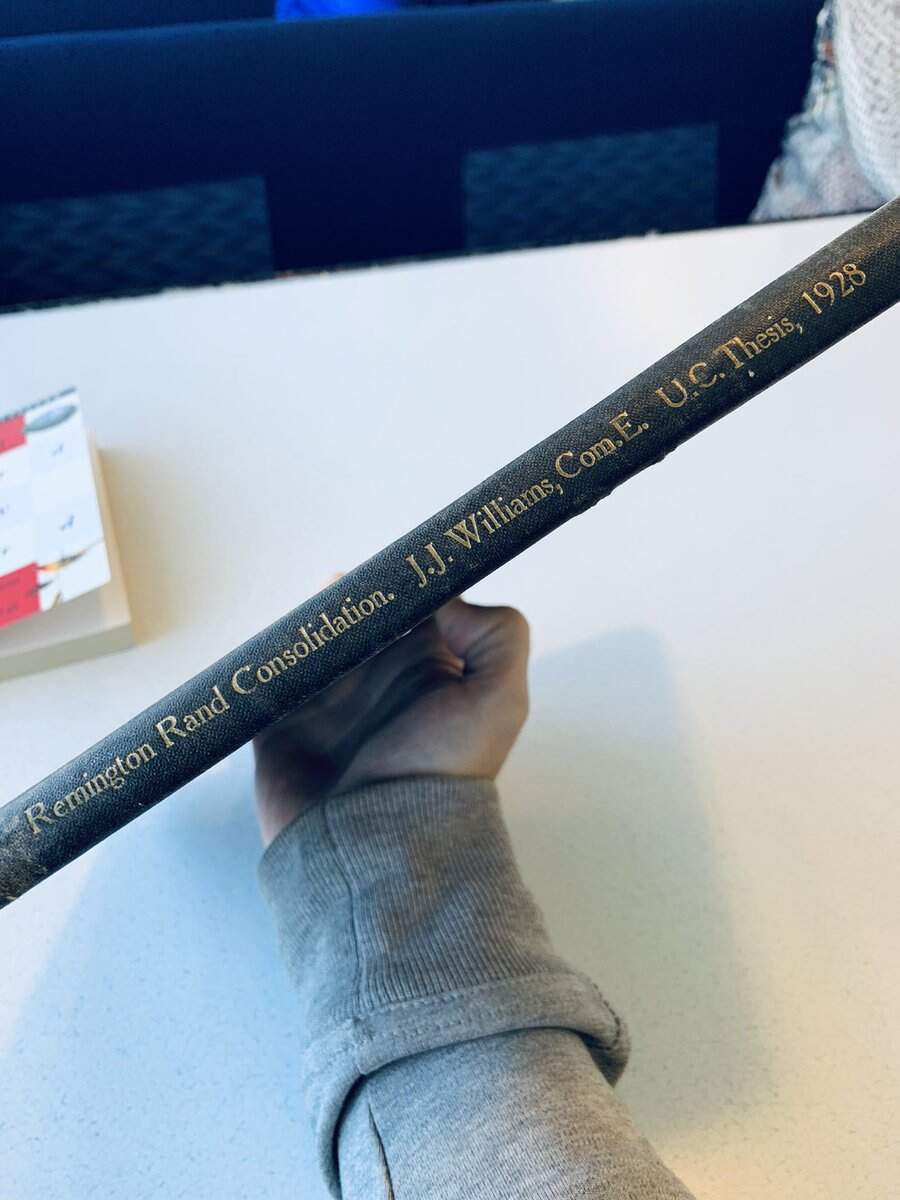 Remington Rand Consolidation. J.J. Williams, Com.E. U.C. Thesis, 1928